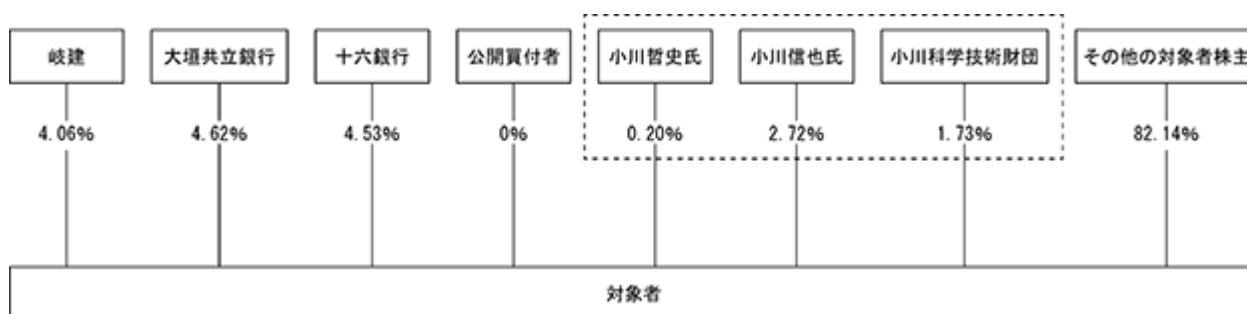 岐建 大垣共立銀行 十六銀行 公開買付者 小川哲史氏 小川信也氏 小川科学技術財団 その他の対象者株主
4.06% 4.62% 4.53% 0% 0.20% 2.72% 1.73% 82.14%
対象者